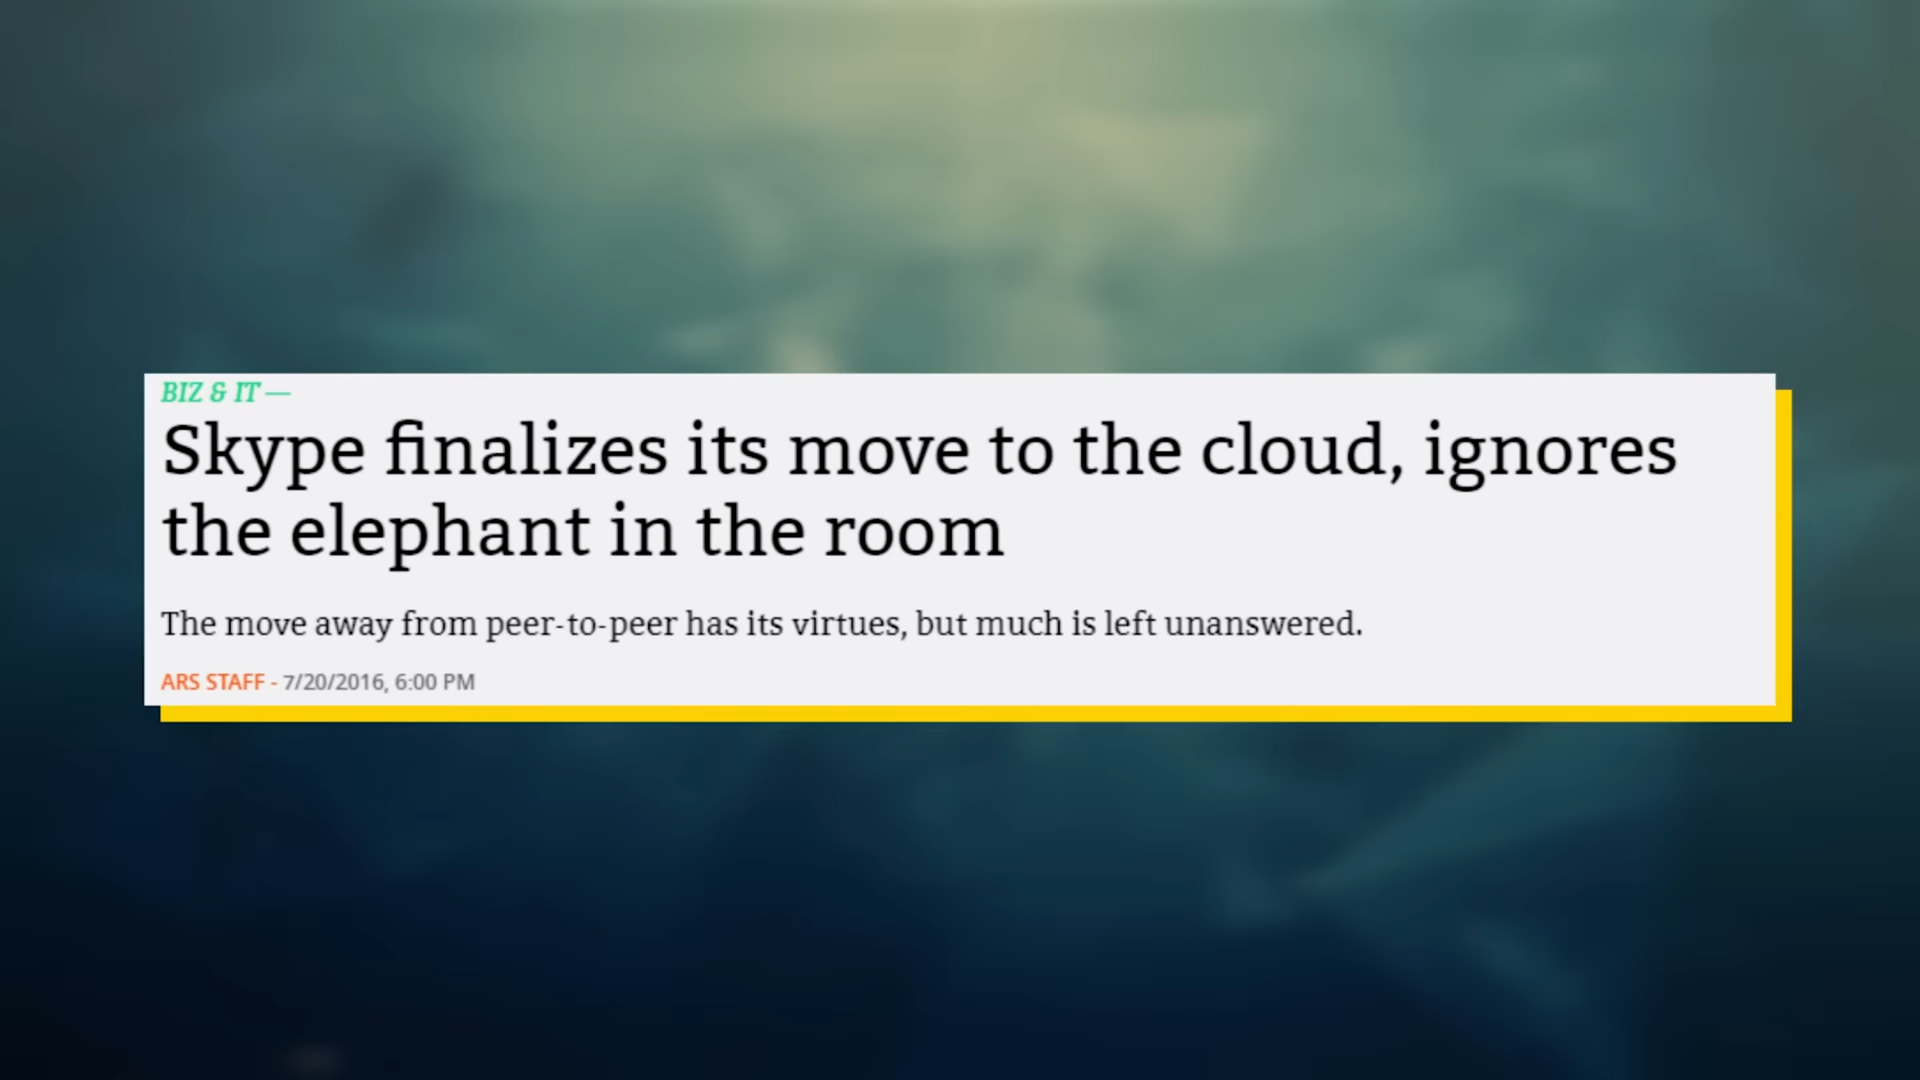 BIZ & IT —
Skype finalizes its move to the cloud, ignores
the elephant in the room
The move away from peer-to-peer has its virtues, but much is left unanswered.
ARS STAFF - 7/20/2016, 6:00 PM